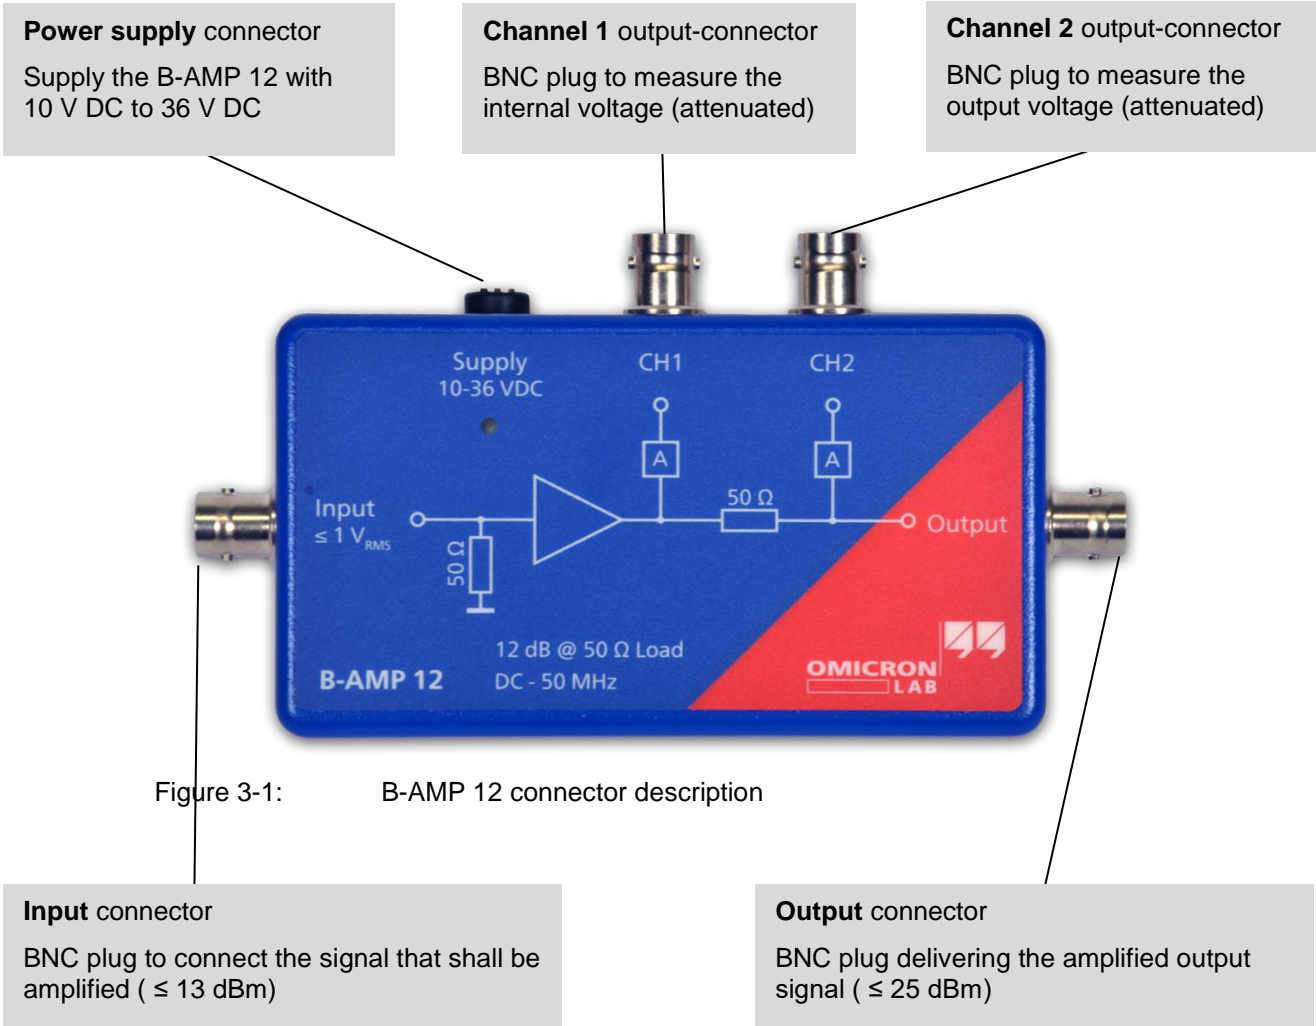 Power supply connector
Supply the B-AMP 12 with
10 V DC to 36 V DC
Channel 1 output-connector
BNC plug to measure the
internal voltage (attenuated)
Channel 2 output-connector
BNC plug to measure the
output voltage (attenuated)
Supply
10-36 VDC
CH1
CH2
A
A
Input
≤ 1 VRMS
50 Ω
50 Ω
Output
12 dB @ 50 Ω Load
DC - 50 MHz
B-AMP 12
OMICRON
LAB
Figure 3-1: B-AMP 12 connector description
Input connector
BNC plug to connect the signal that shall be
amplified ( ≤ 13 dBm)
Output connector
BNC plug delivering the amplified output
signal ( ≤ 25 dBm)